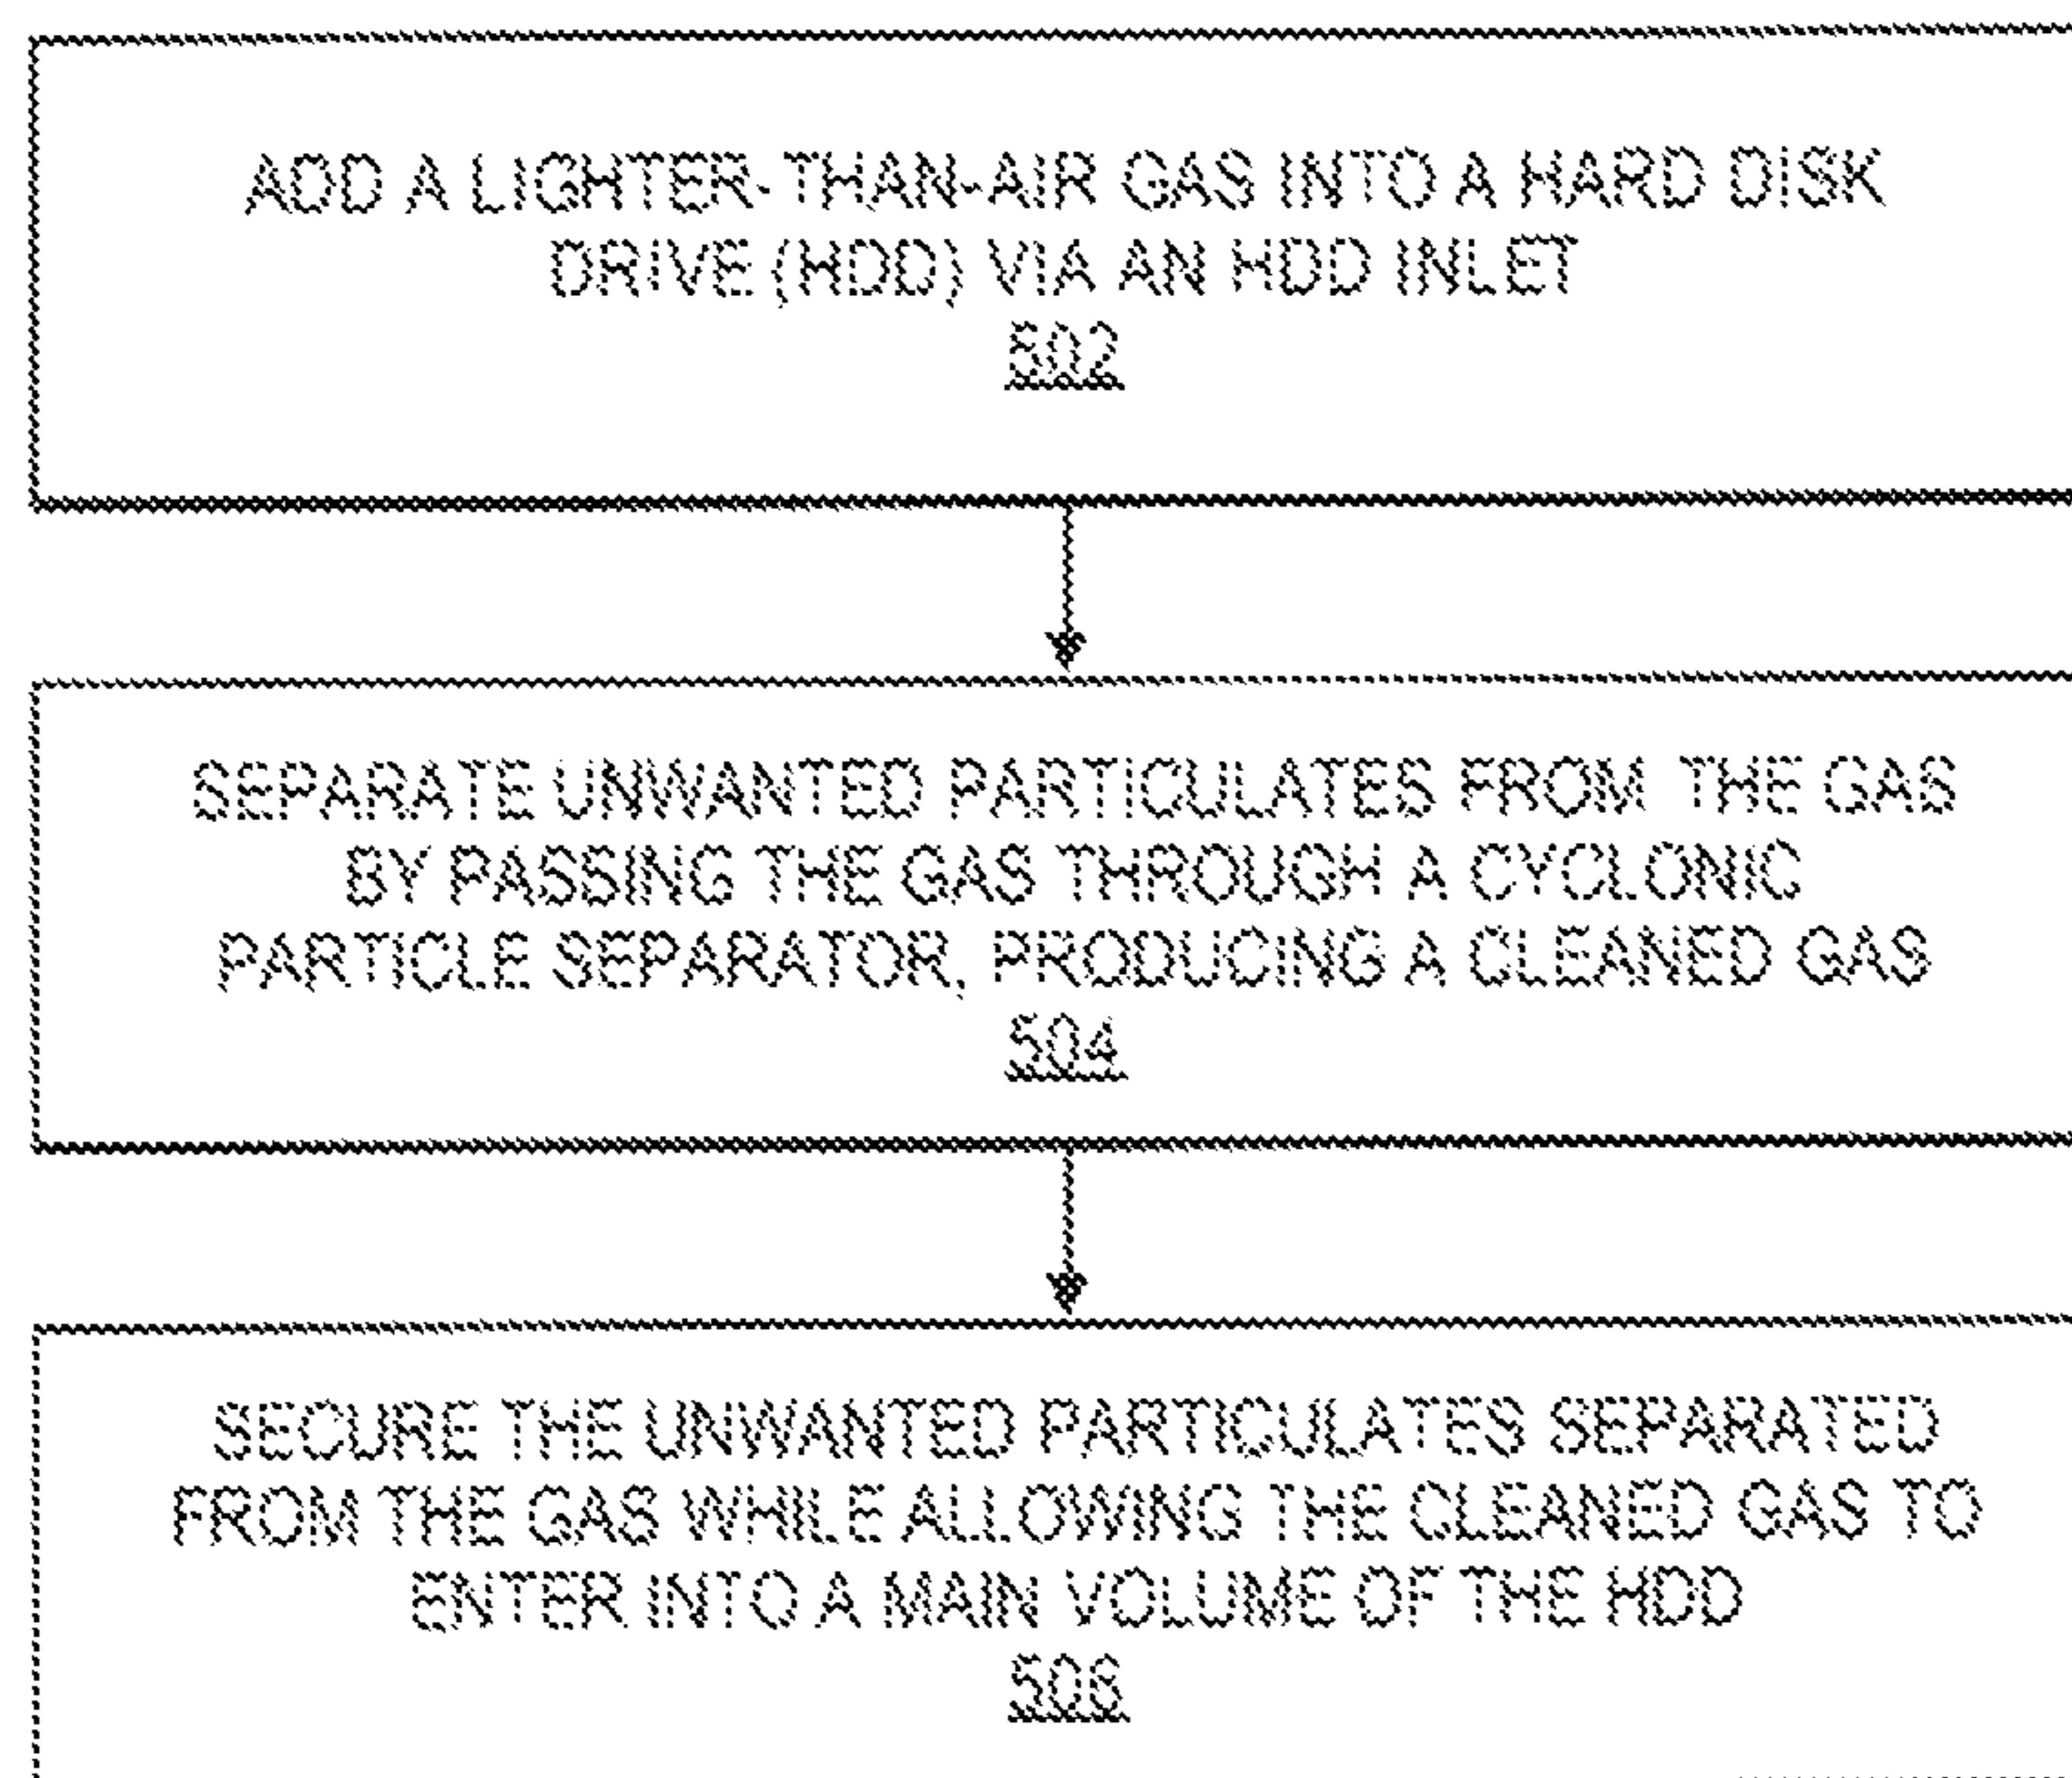 ADD A LIGHTER-THAN-AIR GAS INTO A HARD DISK
DRIVE (HDD) VIA AN HDD INLET
502
SEPARATE UNWANTED PARTICULATES FROM THE GAS
BY PASSING THE GAS THROUGH A CYCLONIC
PARTICLE SEPARATOR, PRODUCING A CLEANED GAS
504
SECURE THE UNWANTED PARTICULATES SEPARATED
FROM THE GAS WHILE ALLOWING THE CLEANED GAS TO
ENTER INTO A MAIN VOLUME OF THE HDD
506